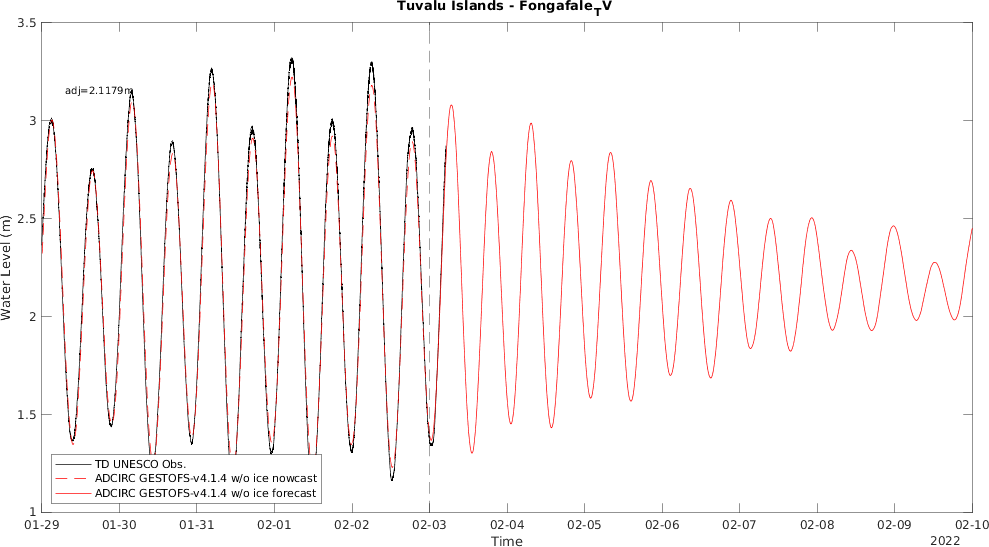 Tuvalu Islands - Fongafale_TV
adj=2.1179m
Water Level (m)
3.5
3
2.5
2
1.5
1
TD UNESCO Obs.
ADCIRC GESTOFS-v4.1.4 w/o ice nowcast
ADCIRC GESTOFS-v4.1.4 w/o ice forecast
01-29 01-30 01-31 02-01 02-02 02-03 02-04 02-05 02-06 02-07 02-08 02-09 02-10
Time
2022